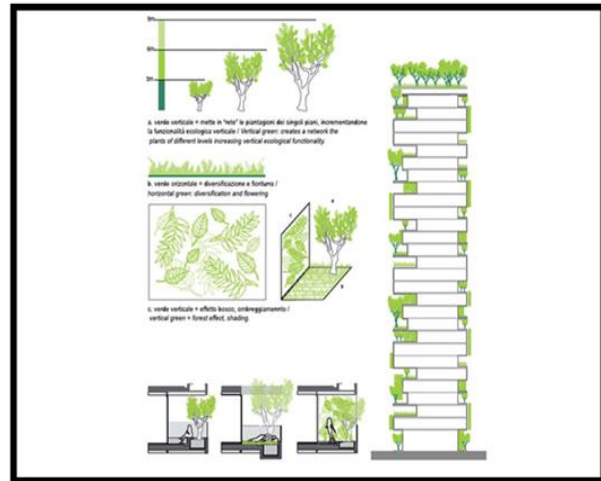 9m
6m
3m
a. verde verticale = mette in "rete" le piantagioni dei singoli piani, incrementandone
la funzionalità ecologica verticale / Vertical green: creates a network the
plants of different levels increasing vertical ecological functionality
b. verde orizontale = diversificazione e fioritura /
horizontal green: diversification and flowering
c
a
b
c. verde verticale = effetto bosco, ombreggiamento /
vertical green = forest effect, shading.